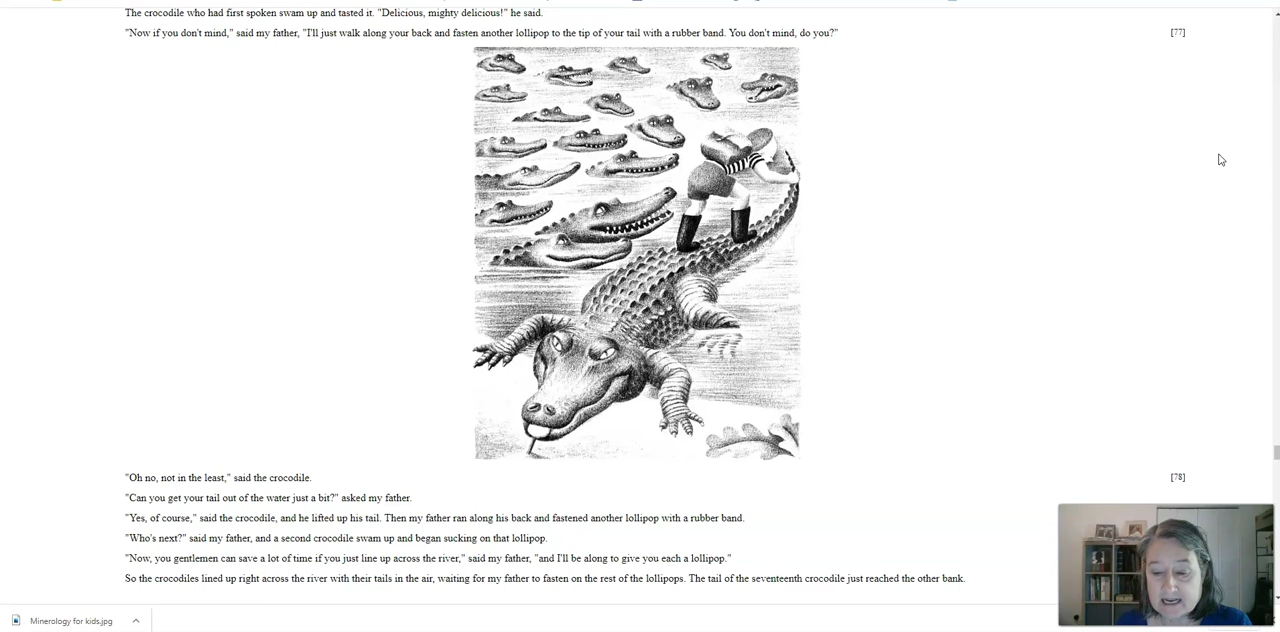 The crocodile who had first spoken swam up and tasted it. "Delicious, mighty delicious!" he said.
"Now if you don't mind," said my father, "I'll just walk along your back and fasten another lollipop to the tip of your tail with a rubber band. You don't mind, do you?"
[77]
"Oh no, not in the least," said the crocodile.
[78]
"Can you get your tail out of the water just a bit?" asked my father.
"Yes, of course," said the crocodile, and he lifted up his tail. Then my father ran along his back and fastened another lollipop with a rubber band.
"Who's next?" said my father, and a second crocodile swam up and began sucking on that lollipop.
"Now, you gentlemen can save a lot of time if you just line up across the river," said my father, "and I'll be along to give you each a lollipop."
So the crocodiles lined up right across the river with their tails in the air, waiting for my father to fasten on the rest of the lollipops. The tail of the seventeenth crocodile just reached the other bank.
Minerology for kids.jpg